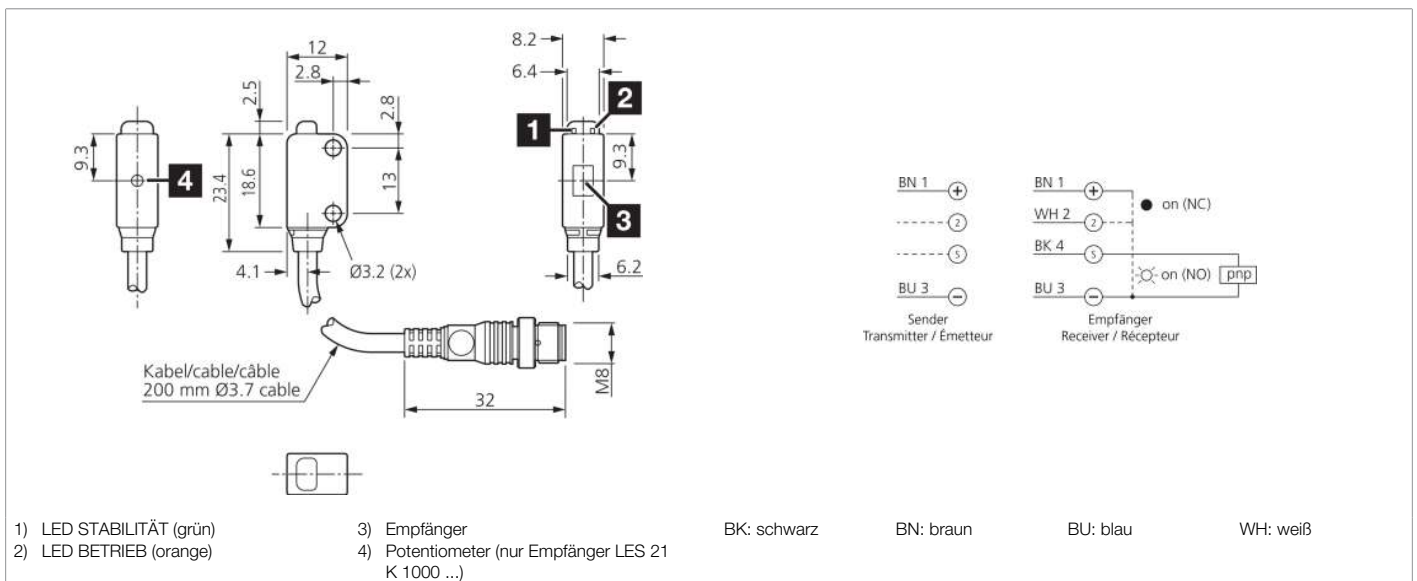 12
2.8
2.5
2.8
9.3
4
23.4
18.6
13
4.1
Ø3.2 (2x)
8.2
6.4
1
2
9.3
3
6.2
Kabel/cable/câble
200 mm Ø3.7 cable
32
M8
BN 1
+
2
5
BU 3
−
Sender
Transmitter / Émetteur
BN 1
+
on (NC)
WH 2
2
BK 4
5
on (NO)
pnp
BU 3
−
Empfänger
Receiver / Récepteur
1) LED STABILITÄT (grün)
2) LED BETRIEB (orange)
3) Empfänger
4) Potentiometer (nur Empfänger LES 21
K 1000 ...)
BK: schwarz
BN: braun
BU: blau
WH: weiß